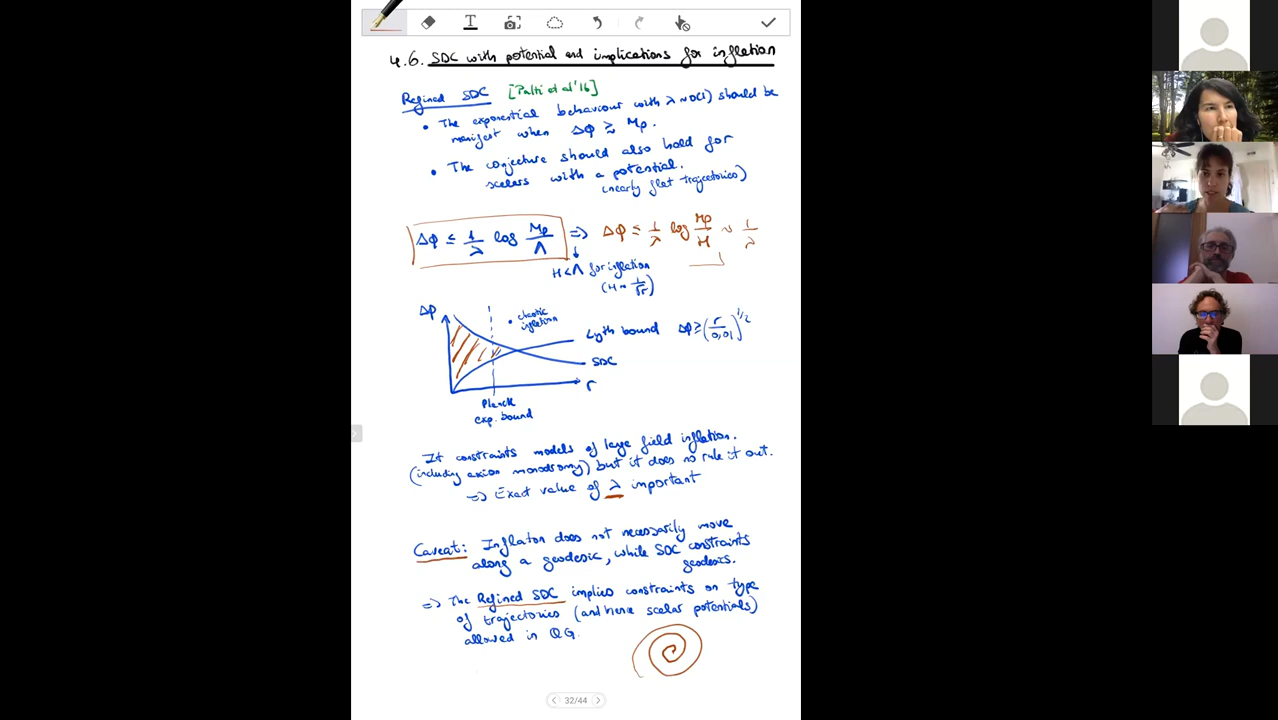 T
4.6. SDC with potential and implications for inflation
Refined SDC [Palti et al '16]
• The exponential behaviour with λ ~ O(1) should be
manifest when Δφ ≳ Mp.
• The conjecture should also hold for
scalars with a potential.
(nearly flat trajectories)
Δφ ≤ 1/λ log Mp/Λ ⇒ Δφ ≤ 1/λ log Mp/H ~ 1/λ
H < Λ for inflation
(H ~ 1/√r)
Δφ
• chaotic
inflation
Lyth bound Δφ ≥ (r/0,01)^1/2
SDC
r
Planck
exp. bound
It constraints models of large field inflation.
(including axion monodromy) but it does no rule it out.
⇒ Exact value of λ important
Caveat: Inflaton does not necessarily move
along a geodesic, while SDC constraints
geodesics.
⇒ The Refined SDC implies constraints on type
of trajectories (and hence scalar potentials)
allowed in QG.
32/44